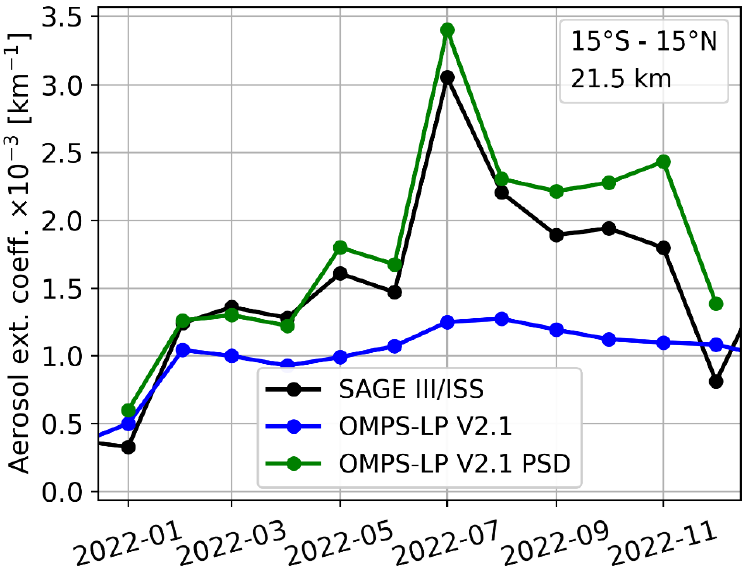 Aerosol ext. coeff. ×10⁻³ [km⁻¹]
3.5
3.0
2.5
2.0
1.5
1.0
0.5
0.0
15°S - 15°N
21.5 km
SAGE III/ISS
OMPS-LP V2.1
OMPS-LP V2.1 PSD
2022-01
2022-03
2022-05
2022-07
2022-09
2022-11